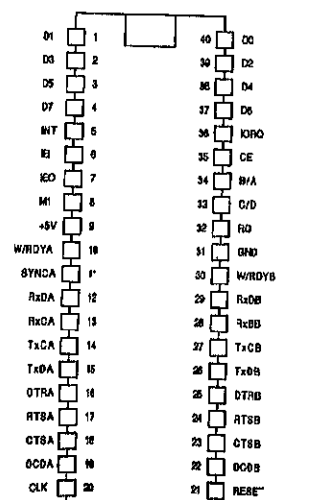 D1 1 40 D0
D3 2 39 D2
D5 3 38 D4
D7 4 37 D6
INT 5 36 IORQ
IEI 6 35 CE
IEO 7 34 B/A
M1 8 33 C/D
+5V 9 32 RD
W/RDYA 10 31 GND
SYNCA 11 30 W/RDYB
RxDA 12 29 RxDB
RxCA 13 28 RxBB
TxCA 14 27 TxCB
TxDA 15 26 TxDB
DTRA 16 25 DTRB
RTSA 17 24 RTSB
CTSA 18 23 CTSB
DCDA 19 22 DCDB
CLK 20 21 RESET